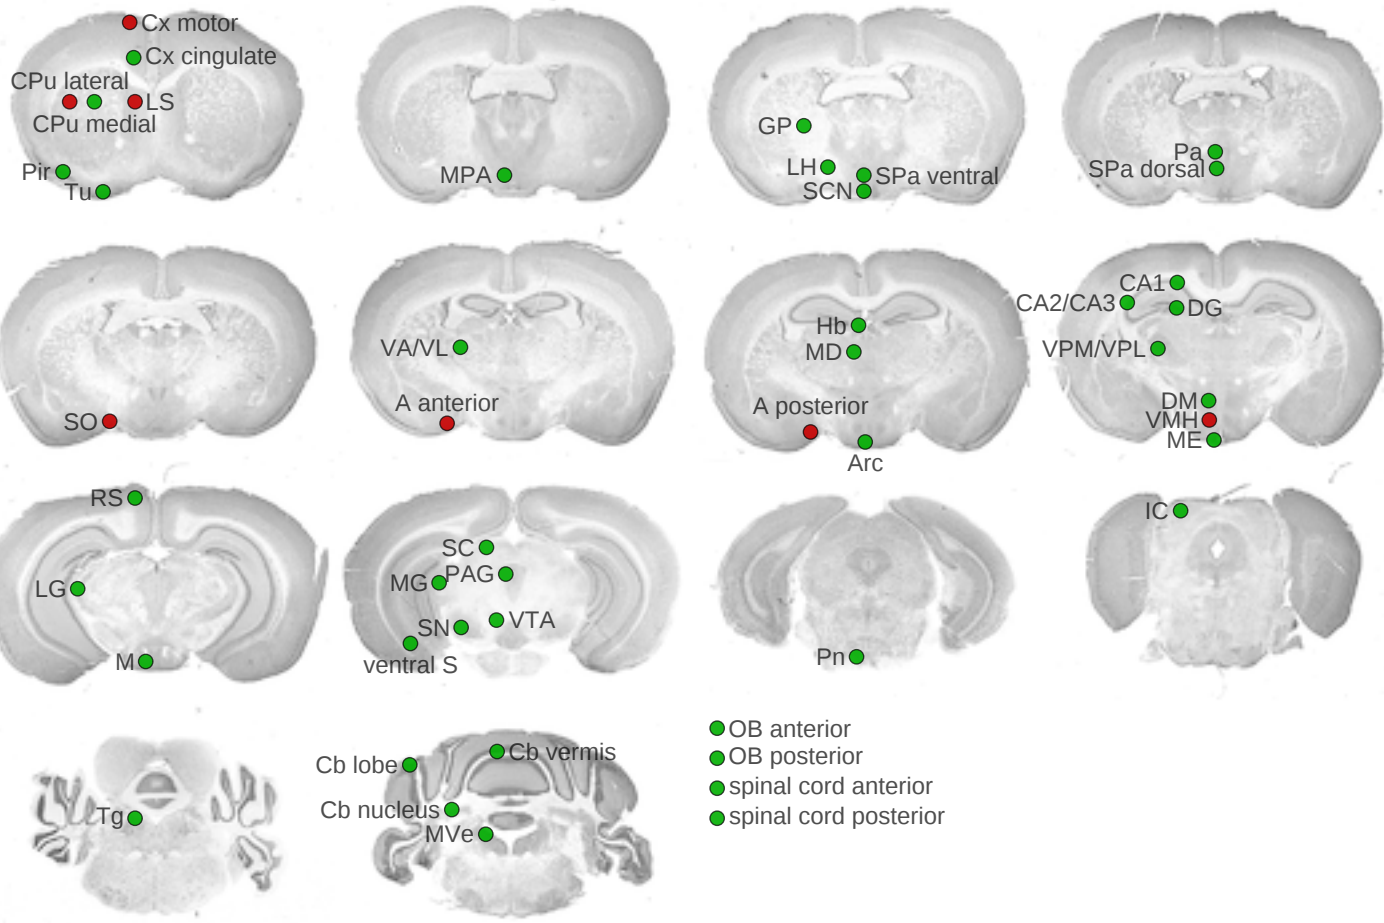 Cx motor
Cx cingulate
CPu lateral
LS
CPu medial
Pir
Tu
MPA
GP
LH
SPa ventral
SCN
Pa
SPa dorsal
SO
VA/VL
A anterior
Hb
MD
A posterior
Arc
CA1
CA2/CA3
DG
VPM/VPL
DM
VMH
ME
RS
LG
M
SC
MG
PAG
SN
VTA
ventral S
Pn
IC
Tg
Cb lobe
Cb vermis
Cb nucleus
MVe
OB anterior
OB posterior
spinal cord anterior
spinal cord posterior